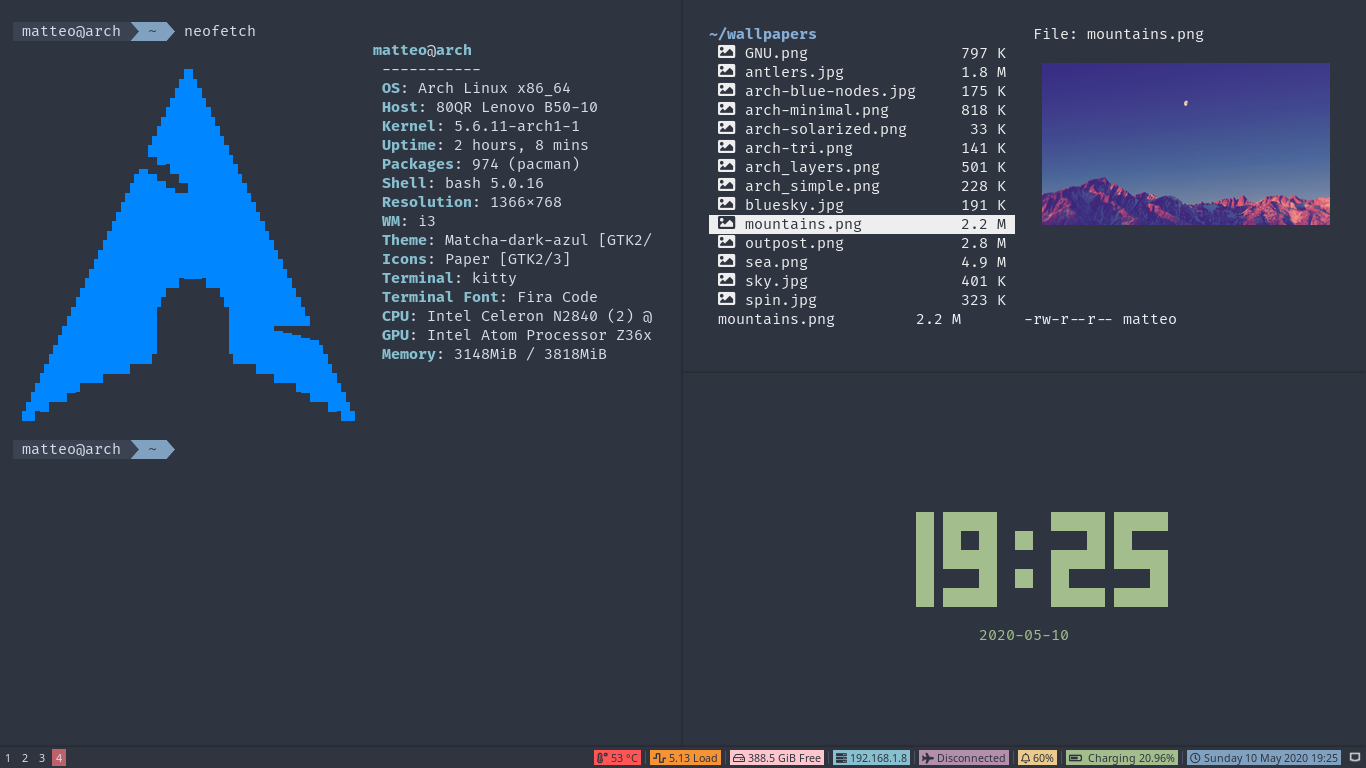 matteo@arch ~ neofetch
matteo@arch
-----------
OS: Arch Linux x86_64
Host: 80QR Lenovo B50-10
Kernel: 5.6.11-arch1-1
Uptime: 2 hours, 8 mins
Packages: 974 (pacman)
Shell: bash 5.0.16
Resolution: 1366×768
WM: i3
Theme: Matcha-dark-azul [GTK2/
Icons: Paper [GTK2/3]
Terminal: kitty
Terminal Font: Fira Code
CPU: Intel Celeron N2840 (2) @
GPU: Intel Atom Processor Z36x
Memory: 3148MiB / 3818MiB
matteo@arch ~
~/wallpapers
GNU.png 797 K
antlers.jpg 1.8 M
arch-blue-nodes.jpg 175 K
arch-minimal.png 818 K
arch-solarized.png 33 K
arch-tri.png 141 K
arch_layers.png 501 K
arch_simple.png 228 K
bluesky.jpg 191 K
mountains.png 2.2 M
outpost.png 2.8 M
sea.png 4.9 M
sky.jpg 401 K
spin.jpg 323 K
mountains.png 2.2 M -rw-r--r-- matteo
File: mountains.png
19:25
2020-05-10
1 2 3 4 53 °C 5.13 Load 388.5 GiB Free 192.168.1.8 Disconnected 60% Charging 20.96% Sunday 10 May 2020 19:25